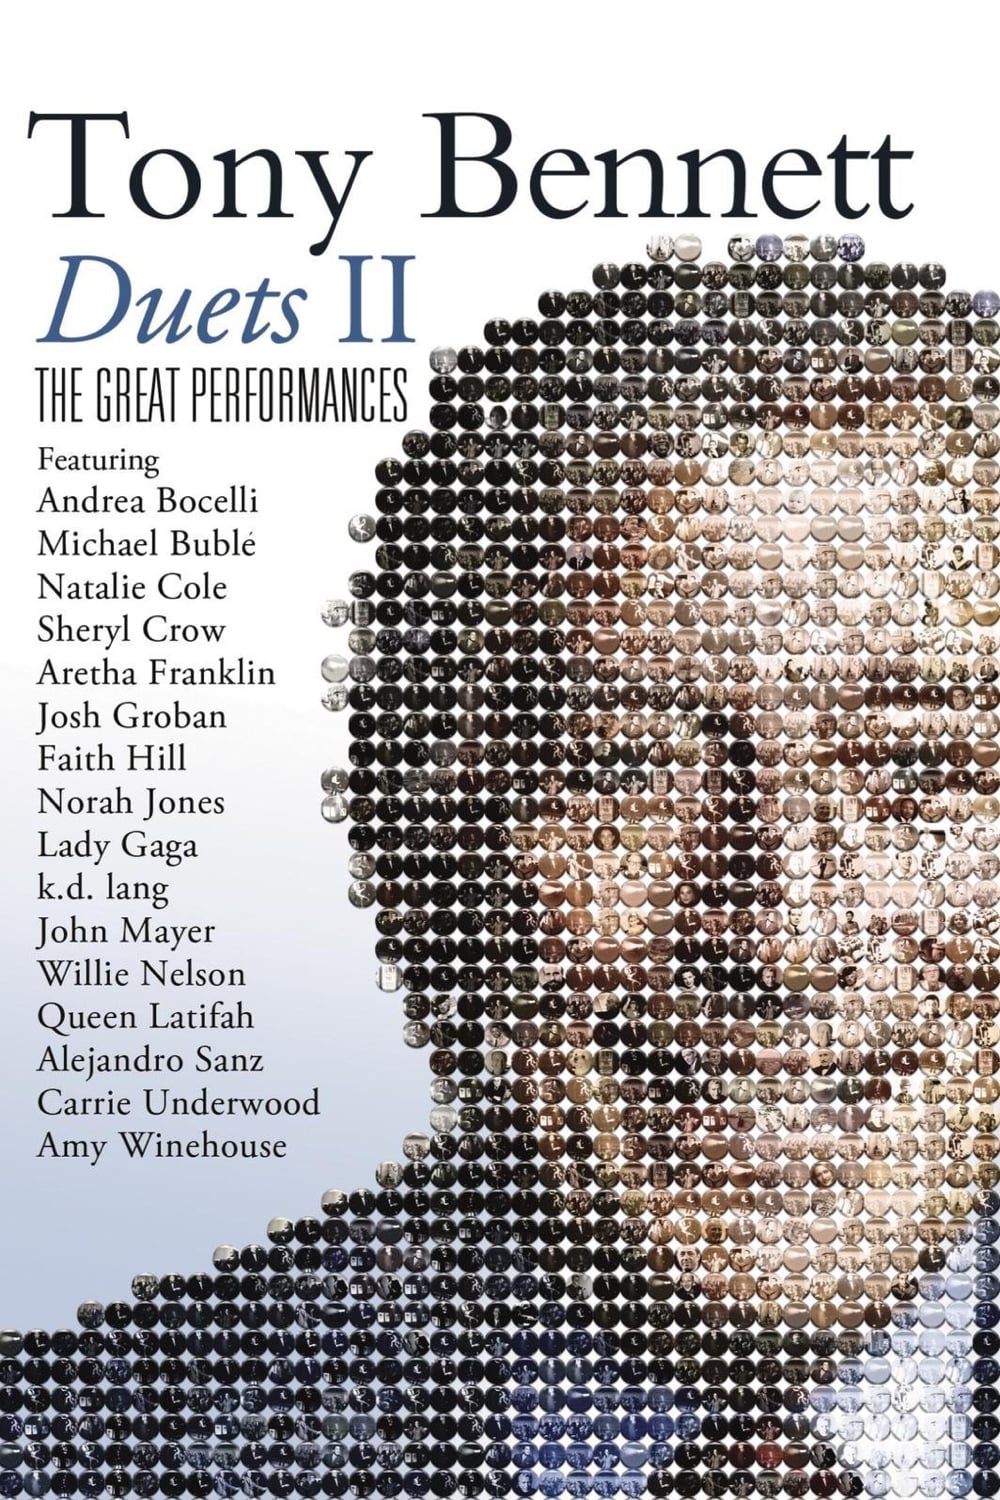 Tony Bennett
Duets II
THE GREAT PERFORMANCES
Featuring
Andrea Bocelli
Michael Bublé
Natalie Cole
Sheryl Crow
Aretha Franklin
Josh Groban
Faith Hill
Norah Jones
Lady Gaga
k.d. lang
John Mayer
Willie Nelson
Queen Latifah
Alejandro Sanz
Carrie Underwood
Amy Winehouse